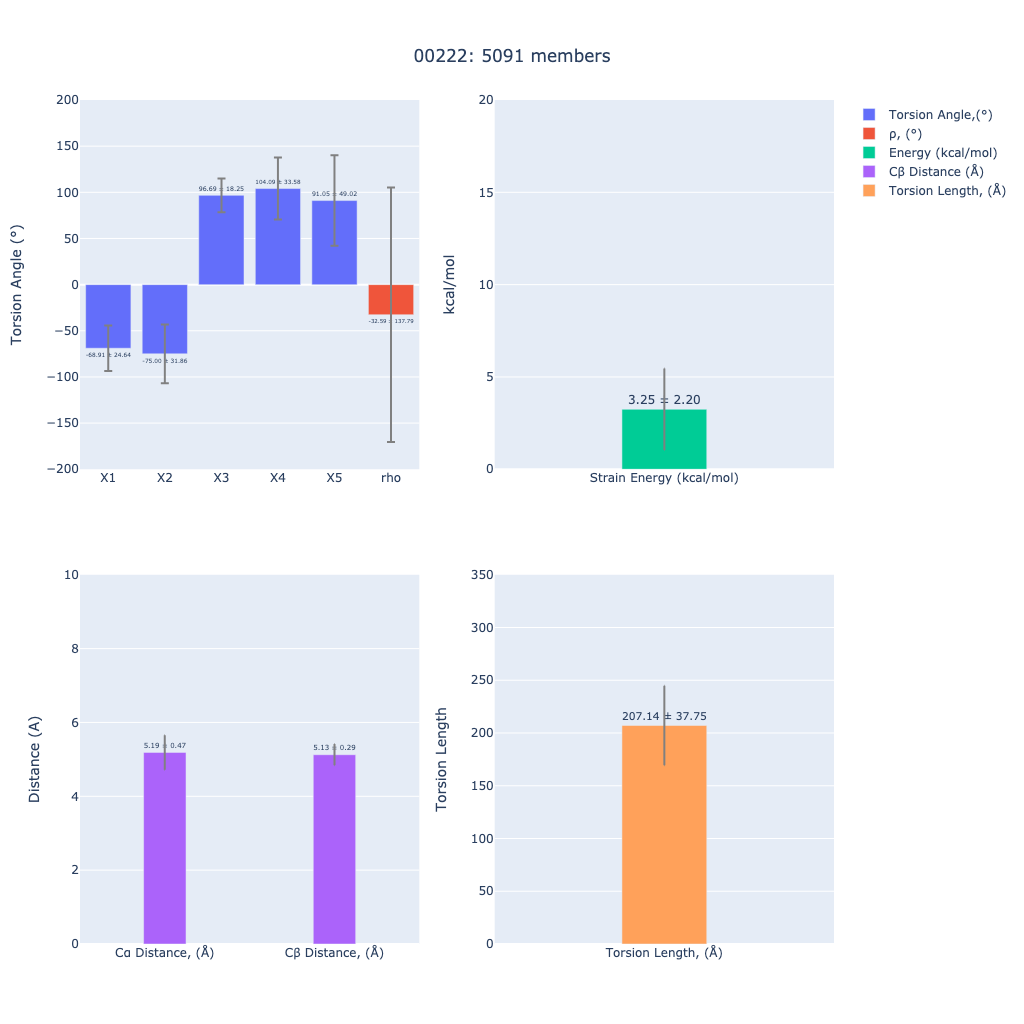 00222: 5091 members
Torsion Angle (°)
200
150
100
50
0
−50
−100
−150
−200
96.69 ± 18.25
104.09 ± 33.58
91.05 ± 49.02
-68.91 ± 24.64
-75.00 ± 31.86
-32.59 ± 137.79
X1
X2
X3
X4
X5
rho
kcal/mol
20
15
10
5
0
3.25 ± 2.20
Strain Energy (kcal/mol)
Torsion Angle,(°)
ρ, (°)
Energy (kcal/mol)
Cβ Distance (Å)
Torsion Length, (Å)
Distance (A)
10
8
6
4
2
0
5.19 ± 0.47
5.13 ± 0.29
Cα Distance, (Å)
Cβ Distance, (Å)
Torsion Length
350
300
250
200
150
100
50
0
207.14 ± 37.75
Torsion Length, (Å)